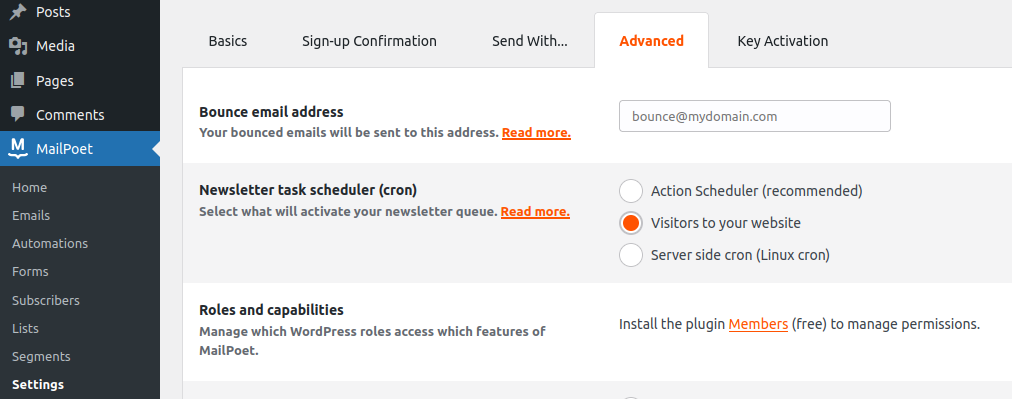 Posts
Media
Pages
Comments
M
MailPoet
Home
Emails
Automations
Forms
Subscribers
Lists
Segments
Settings
Basics
Sign-up Confirmation
Send With...
Advanced
Key Activation
Bounce email address
Your bounced emails will be sent to this address. Read more.
bounce@mydomain.com
Newsletter task scheduler (cron)
Select what will activate your newsletter queue. Read more.
Action Scheduler (recommended)
Visitors to your website
Server side cron (Linux cron)
Roles and capabilities
Manage which WordPress roles access which features of
MailPoet.
Install the plugin Members (free) to manage permissions.